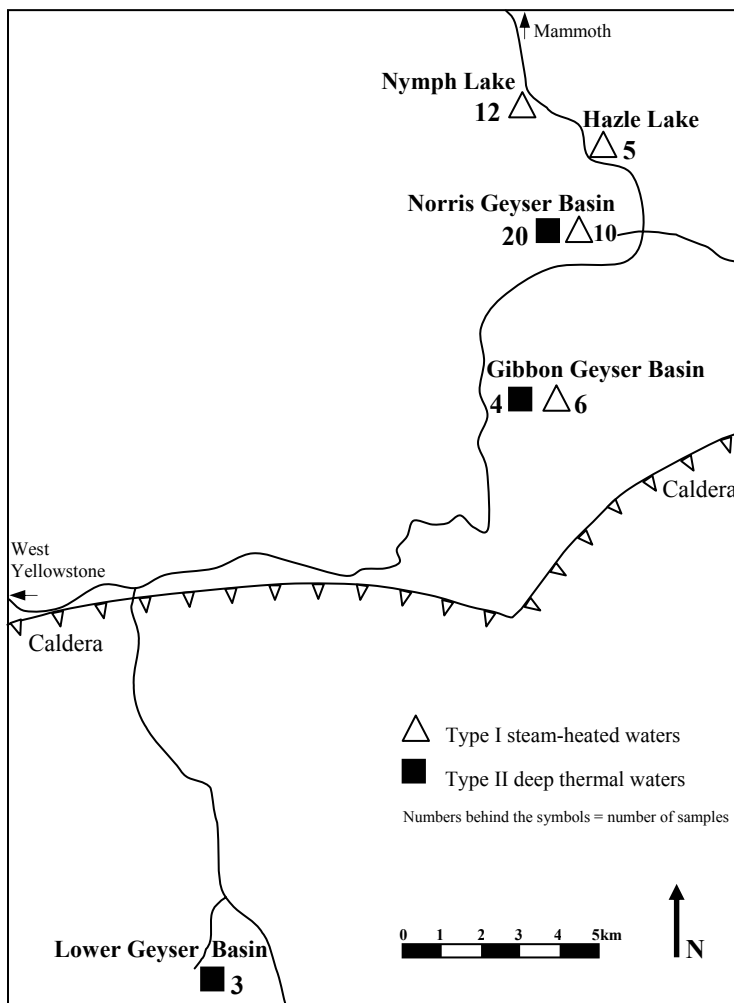 Mammoth
Nymph Lake
12
Hazle Lake
5
Norris Geyser Basin
20
10
Gibbon Geyser Basin
4
6
Caldera
West
Yellowstone
Caldera
Type I steam-heated waters
Type II deep thermal waters
Numbers behind the symbols = number of samples
0 1 2 3 4 5km
N
Lower Geyser Basin
3